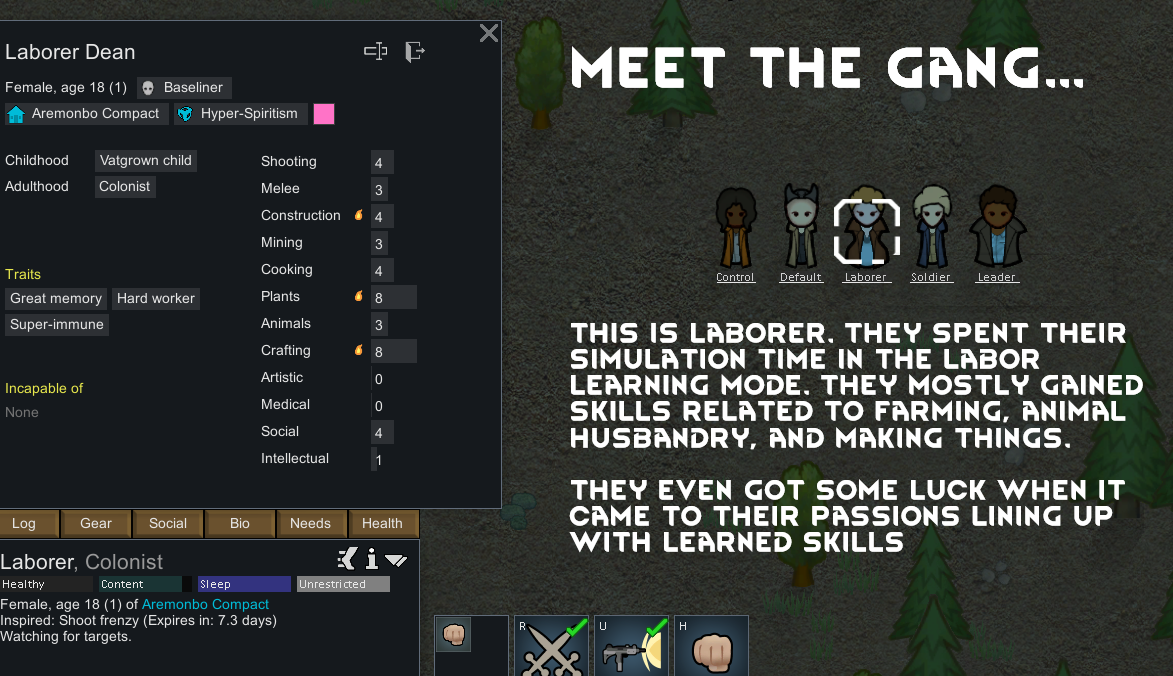 Laborer Dean
Female, age 18 (1) Baseliner
Aremonbo Compact Hyper-Spiritism
Childhood Vatgrown child
Adulthood Colonist
Traits
Great memory Hard worker
Super-immune
Incapable of
None
Shooting 4
Melee 3
Construction 4
Mining 3
Cooking 4
Plants 8
Animals 3
Crafting 8
Artistic 0
Medical 0
Social 4
Intellectual 1
Log Gear Social Bio Needs Health
Laborer, Colonist
Healthy Content Sleep Unrestricted
Female, age 18 (1) of Aremonbo Compact
Inspired: Shoot frenzy (Expires in: 7.3 days)
Watching for targets.
MEET THE GANG...
Control Default Laborer Soldier Leader
THIS IS LABORER. THEY SPENT THEIR
SIMULATION TIME IN THE LABOR
LEARNING MODE. THEY MOSTLY GAINED
SKILLS RELATED TO FARMING, ANIMAL
HUSBANDRY, AND MAKING THINGS.
THEY EVEN GOT SOME LUCK WHEN IT
CAME TO THEIR PASSIONS LINING UP
WITH LEARNED SKILLS
R U H